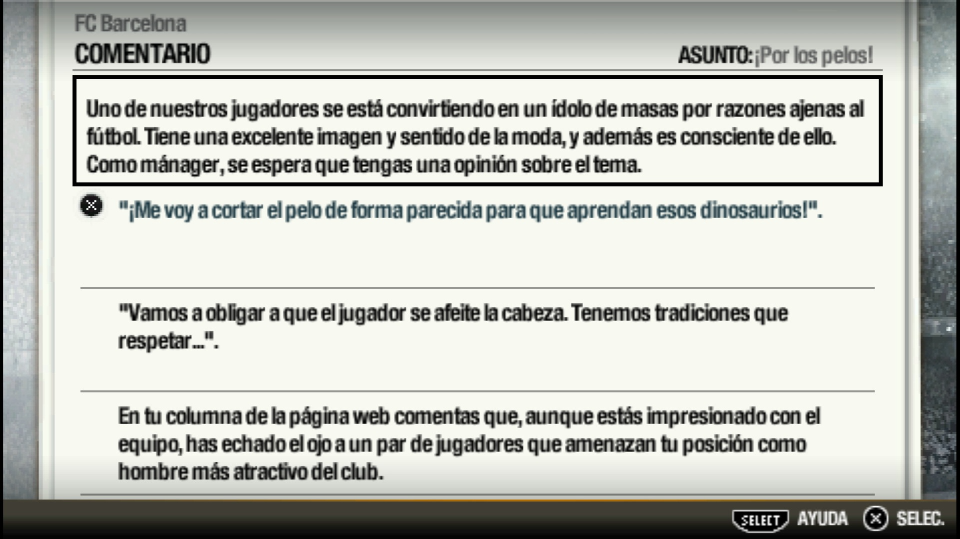 FC Barcelona
COMENTARIO
ASUNTO: ¡Por los pelos!
Uno de nuestros jugadores se está convirtiendo en un ídolo de masas por razones ajenas al
fútbol. Tiene una excelente imagen y sentido de la moda, y además es consciente de ello.
Como mánager, se espera que tengas una opinión sobre el tema.
"¡Me voy a cortar el pelo de forma parecida para que aprendan esos dinosaurios!".
"Vamos a obligar a que el jugador se afeite la cabeza. Tenemos tradiciones que
respetar...".
En tu columna de la página web comentas que, aunque estás impresionado con el
equipo, has echado el ojo a un par de jugadores que amenazan tu posición como
hombre más atractivo del club.
SELECT AYUDA SELEC.